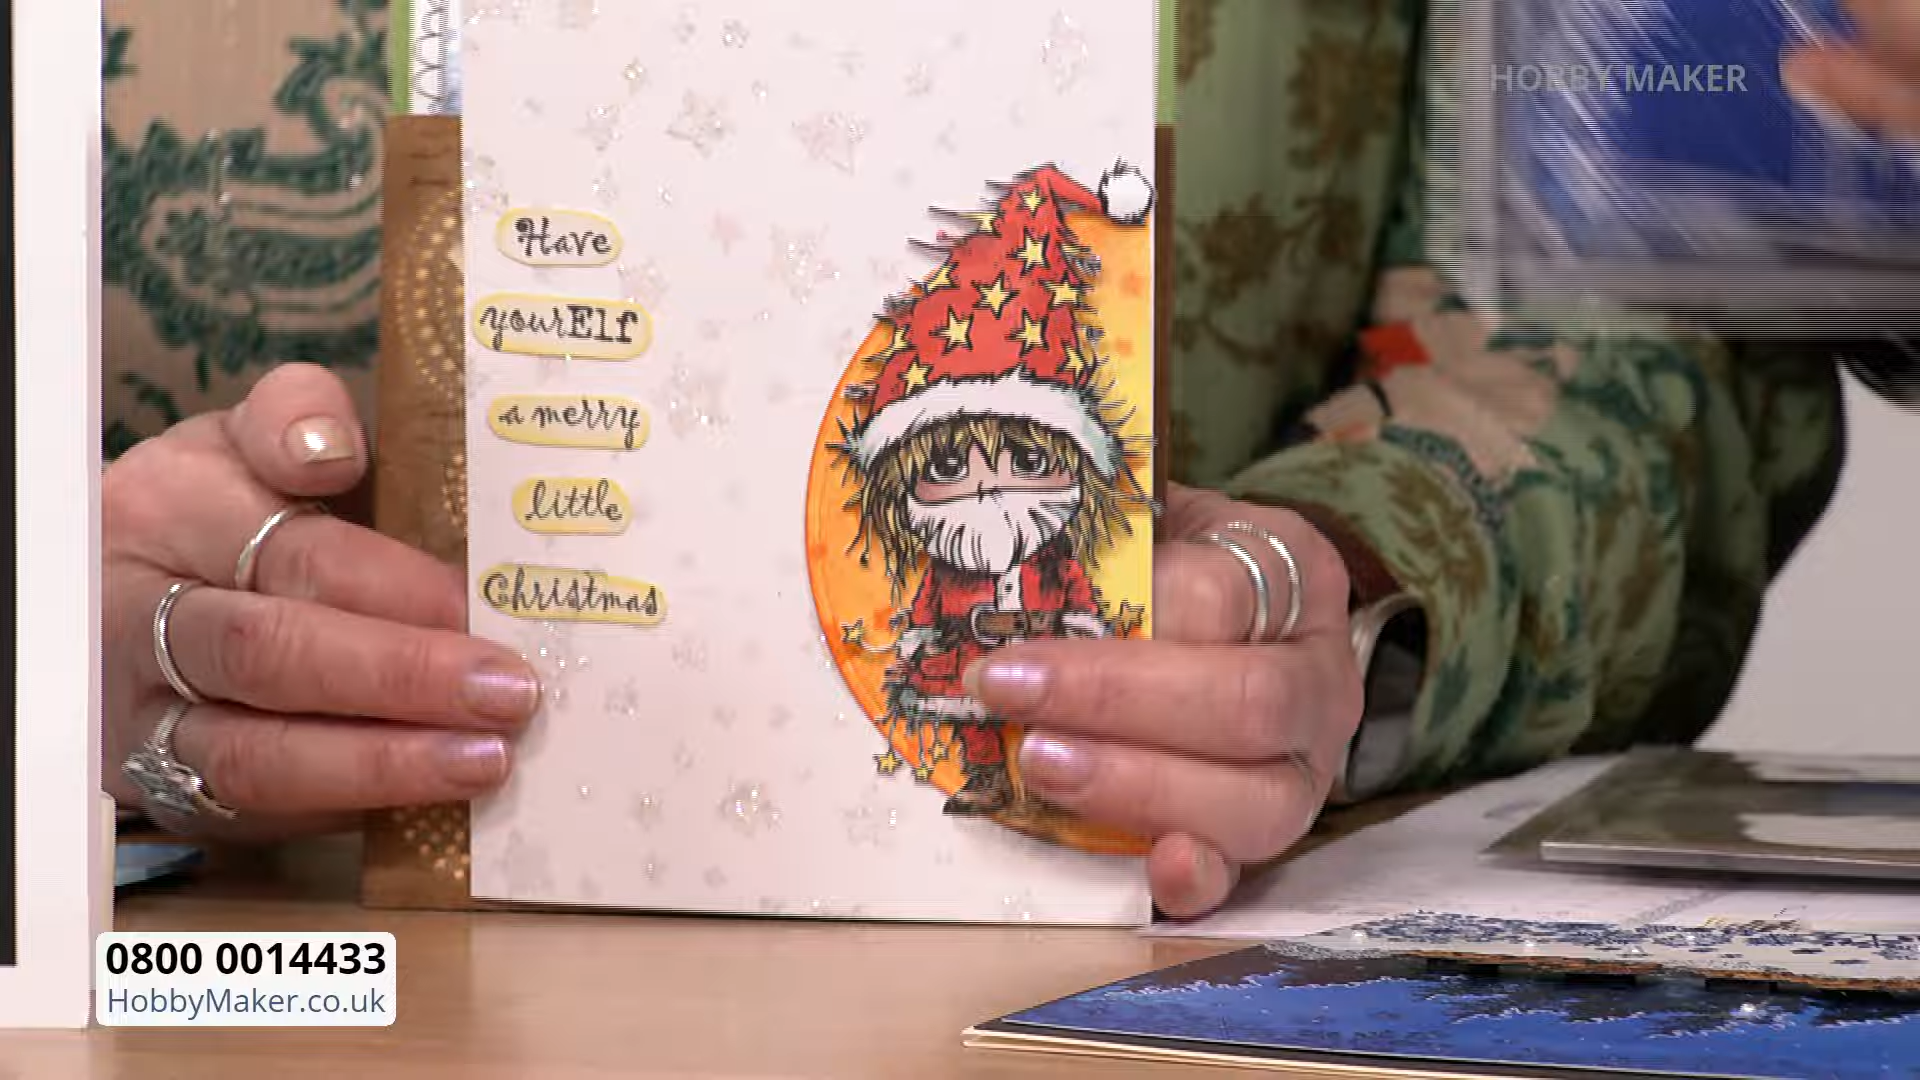 HOBBY MAKER
Have
yourElf
a merry
little
Christmas
0800 0014433
HobbyMaker.co.uk